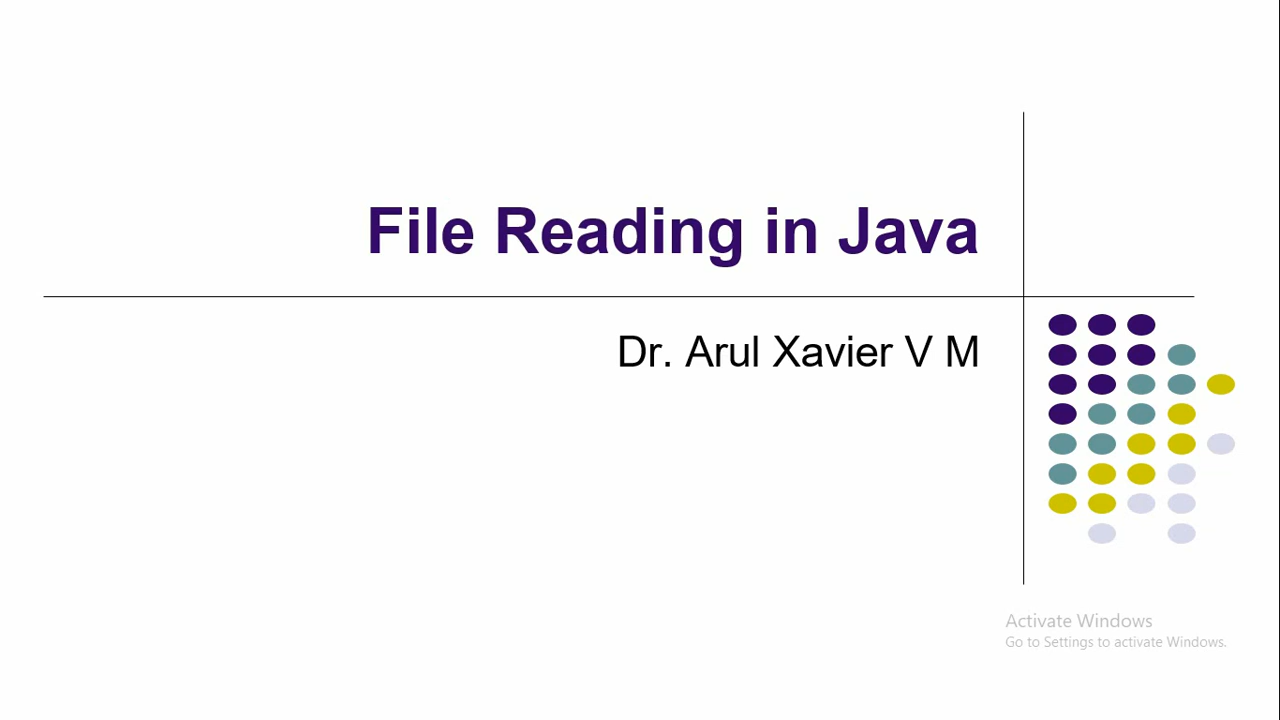 File Reading in Java
Dr. Arul Xavier V M
Activate Windows
Go to Settings to activate Windows.